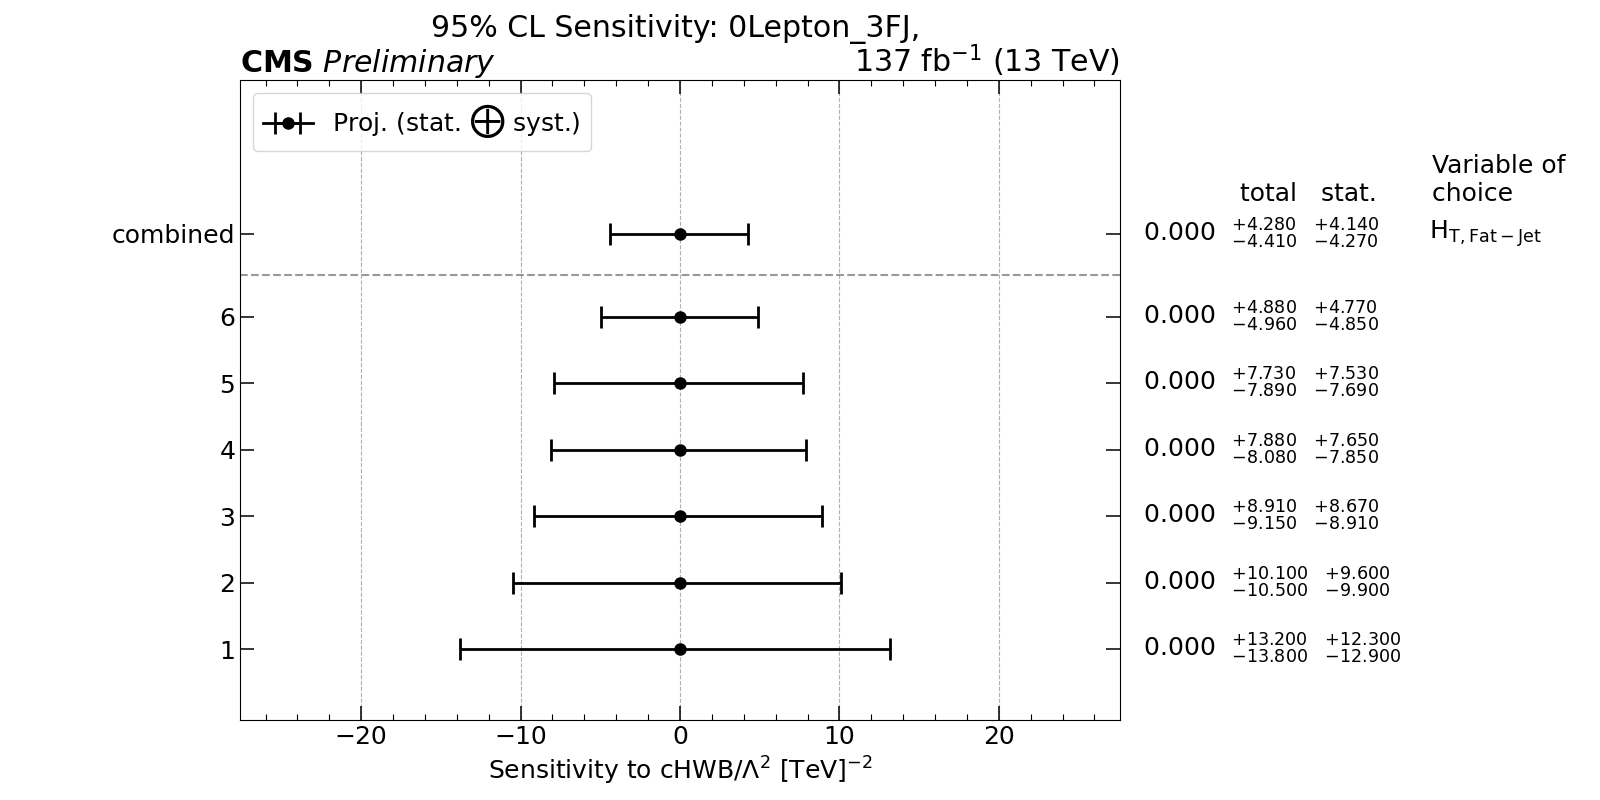 95% CL Sensitivity: 0Lepton_3FJ,
CMS Preliminary 137 fb⁻¹ (13 TeV)
Proj. (stat. ⊕ syst.)
Variable of
choice
total stat.
combined 0.000 +4.280 −4.410 +4.140 −4.270 H_T, Fat−Jet
6 0.000 +4.880 −4.960 +4.770 −4.850
5 0.000 +7.730 −7.890 +7.530 −7.690
4 0.000 +7.880 −8.080 +7.650 −7.850
3 0.000 +8.910 −9.150 +8.670 −8.910
2 0.000 +10.100 −10.500 +9.600 −9.900
1 0.000 +13.200 −13.800 +12.300 −12.900
−20 −10 0 10 20
Sensitivity to cHWB/Λ² [TeV]⁻²